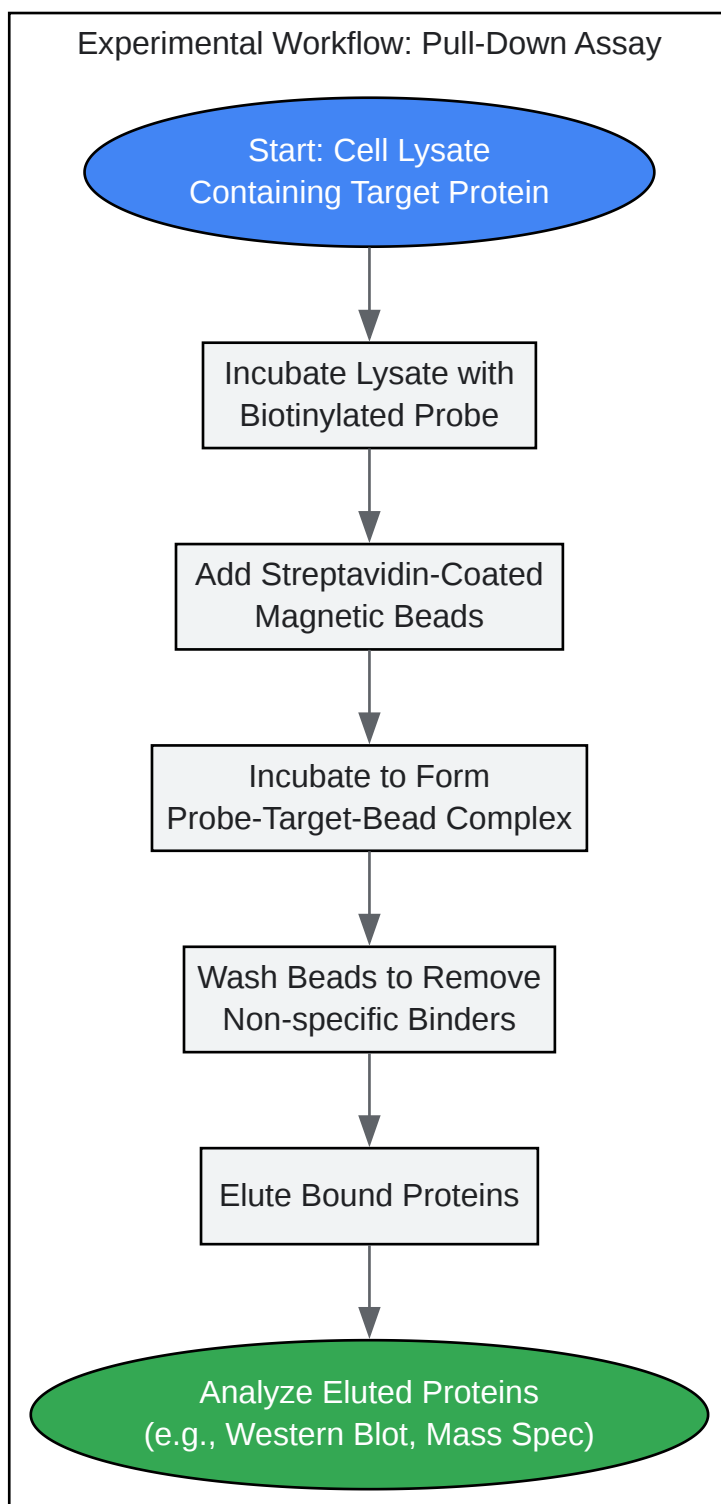 Experimental Workflow: Pull-Down Assay
Start: Cell Lysate
Containing Target Protein
Incubate Lysate with
Biotinylated Probe
Add Streptavidin-Coated
Magnetic Beads
Incubate to Form
Probe-Target-Bead Complex
Wash Beads to Remove
Non-specific Binders
Elute Bound Proteins
Analyze Eluted Proteins
(e.g., Western Blot, Mass Spec)